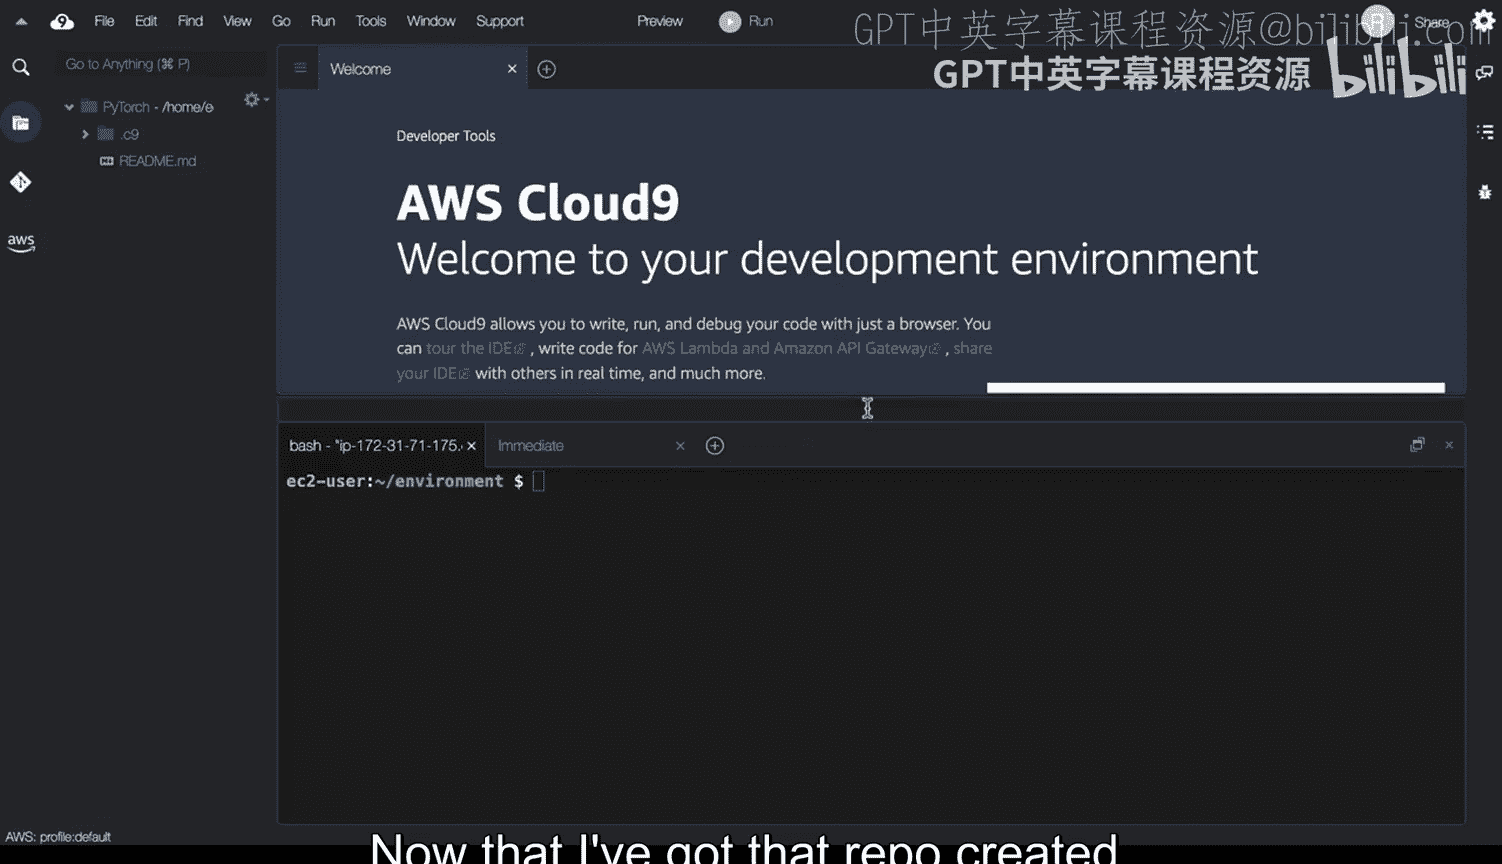 File Edit Find View Go Run Tools Window Support Preview Run Share
GPT中英字幕课程资源@bilibili.com
Go to Anything (⌘ P)
Welcome
GPT中英字幕课程资源 bilibili
PyTorch - /home/e
.c9
README.md
aws
Developer Tools
AWS Cloud9
Welcome to your development environment
AWS Cloud9 allows you to write, run, and debug your code with just a browser. You
can tour the IDE , write code for AWS Lambda and Amazon API Gateway , share
your IDE with others in real time, and much more.
bash - "ip-172-31-71-175. Immediate
ec2-user:~/environment $
AWS: profile:default
Now that I've got that repo created